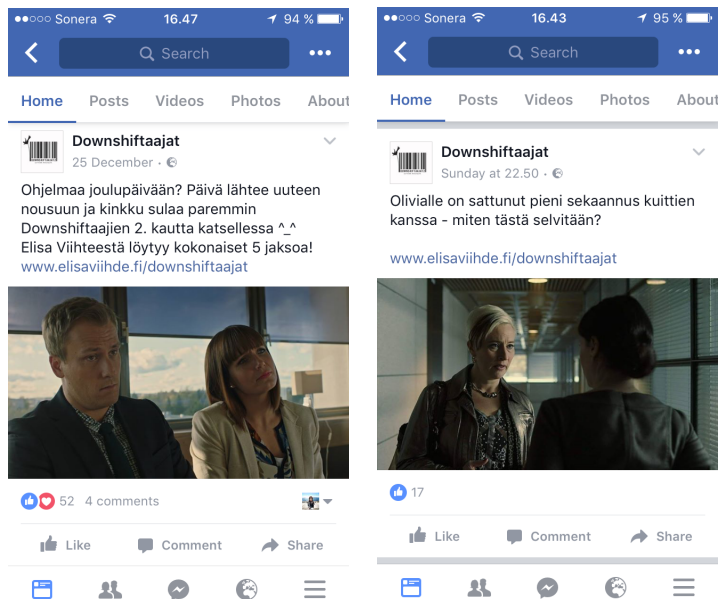 Sonera 16.47 94 %
Search
Home Posts Videos Photos About
Downshiftaajat
25 December
Ohjelmaa joulupäivään? Päivä lähtee uuteen
nousuun ja kinkku sulaa paremmin
Downshiftaajien 2. kautta katsellessa ^_^
Elisa Viihteestä löytyy kokonaiset 5 jaksoa!
www.elisaviihde.fi/downshiftaajat
52 4 comments
Like Comment Share
Sonera 16.43 95 %
Search
Home Posts Videos Photos About
Downshiftaajat
Sunday at 22.50
Olivialle on sattunut pieni sekaannus kuittien
kanssa - miten tästä selvitään?
www.elisaviihde.fi/downshiftaajat
17
Like Comment Share